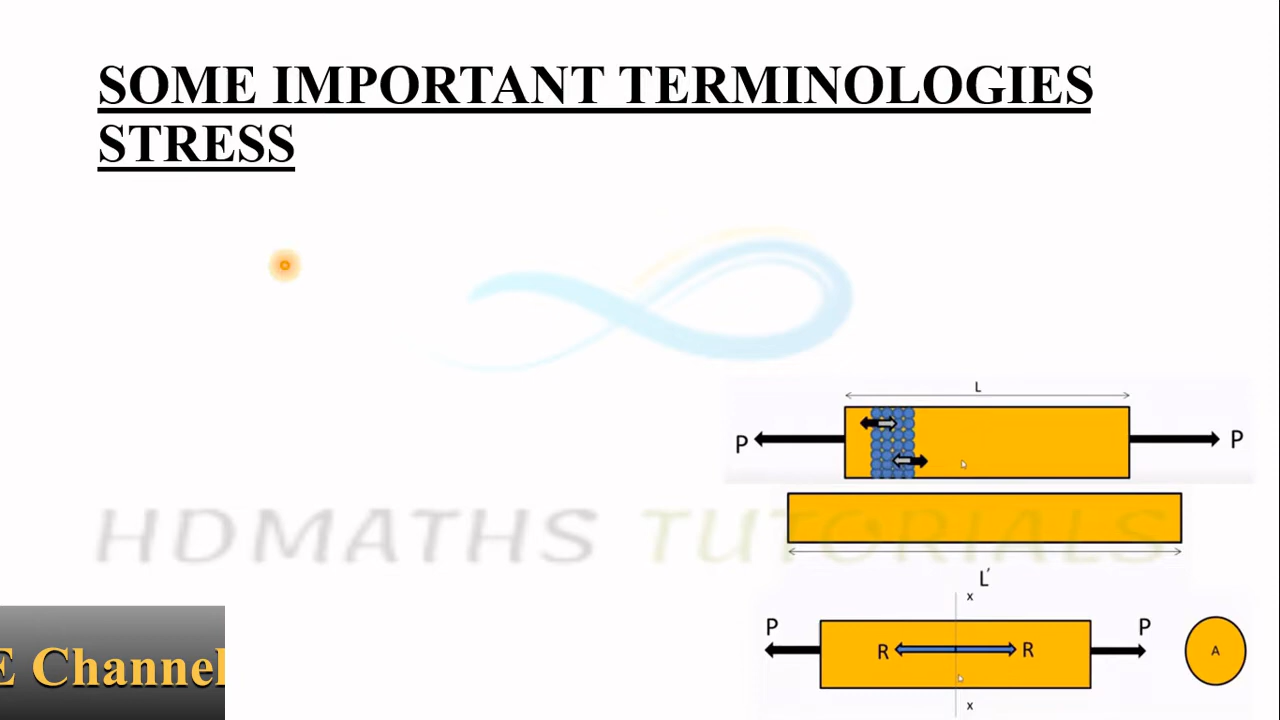 SOME IMPORTANT TERMINOLOGIES
STRESS
L
P P
HDMATHS TUTORIALS
L′
x
P P
R R
A
E Channel
x